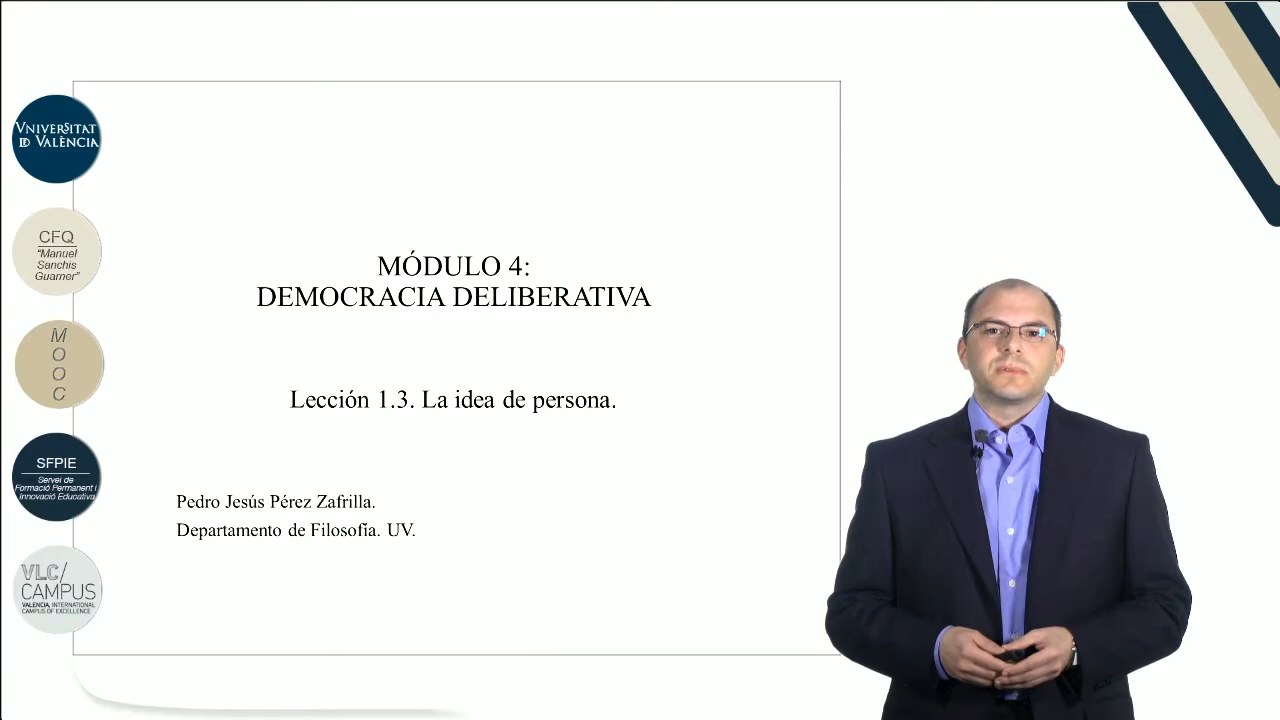 VNIVERSITAT
ID VALÈNCIA
CFQ
"Manuel
Sanchis
Guarner"
M
O
O
C
SFPIE
Servei de
Formació Permanent i
Innovació Educativa
VLC/
CAMPUS
VALENCIA, INTERNATIONAL
CAMPUS OF EXCELLENCE
MÓDULO 4:
DEMOCRACIA DELIBERATIVA
Lección 1.3. La idea de persona.
Pedro Jesús Pérez Zafrilla.
Departamento de Filosofía. UV.